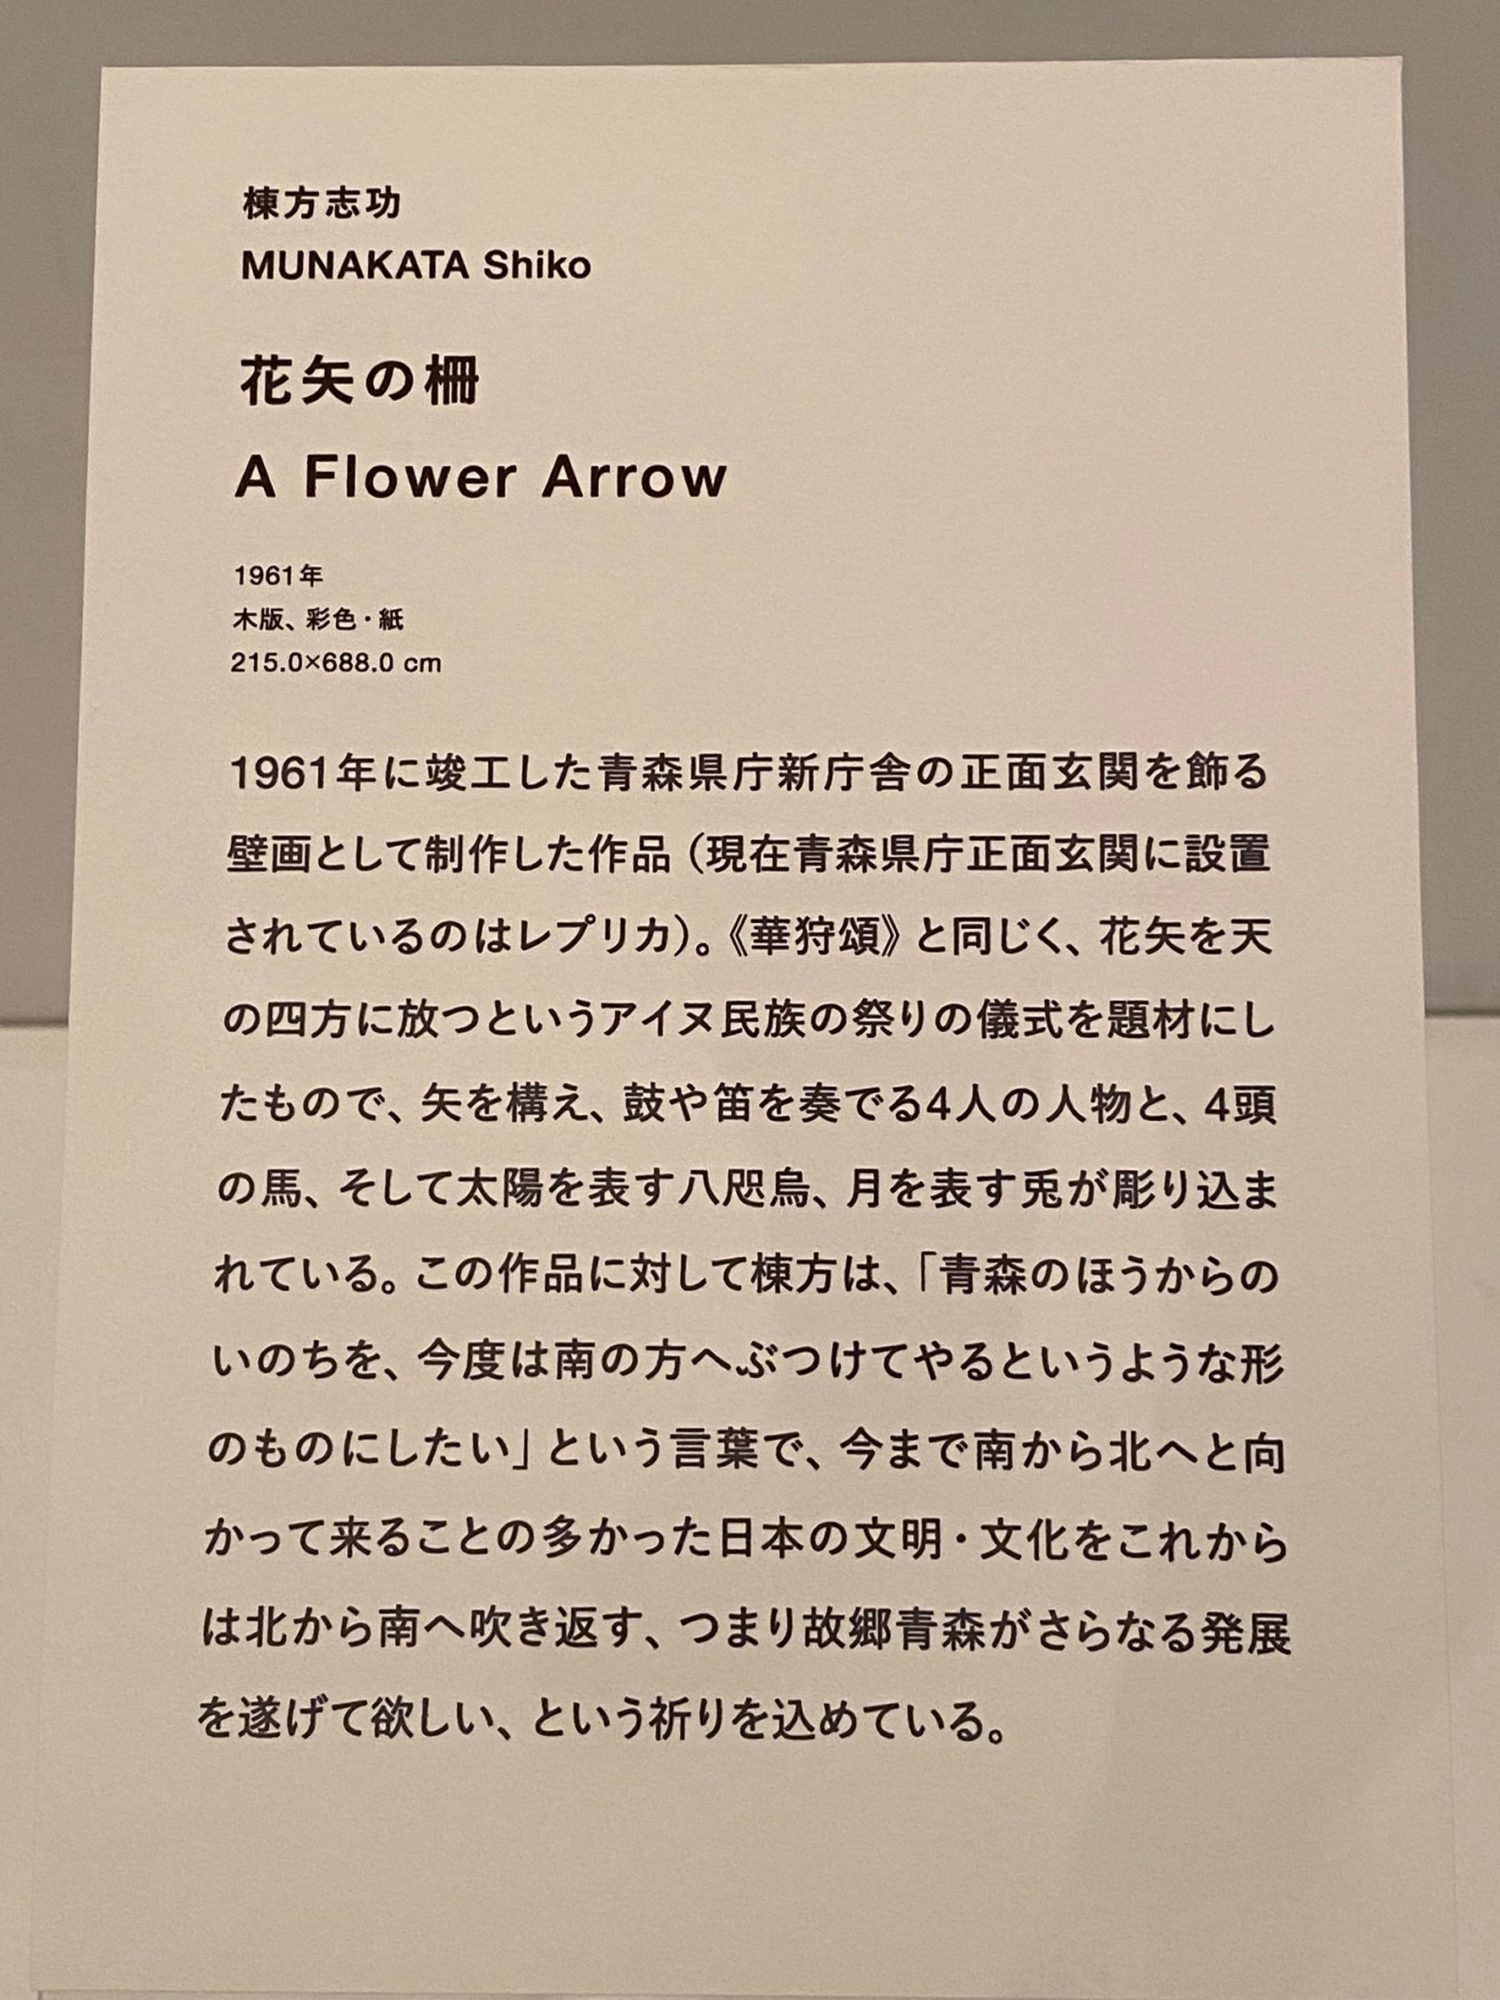 棟方志功
MUNAKATA Shiko
花矢の柵
A Flower Arrow
1961年
木版、彩色・紙
215.0×688.0 cm
1961年に竣工した青森県庁新庁舎の正面玄関を飾る
壁画として制作した作品（現在青森県庁正面玄関に設置
されているのはレプリカ）。《華狩頌》と同じく、花矢を天
の四方に放つというアイヌ民族の祭りの儀式を題材にし
たもので、矢を構え、鼓や笛を奏でる4人の人物と、4頭
の馬、そして太陽を表す八咫烏、月を表す兎が彫り込ま
れている。この作品に対して棟方は、「青森のほうからの
いのちを、今度は南の方へぶつけてやるというような形
のものにしたい」という言葉で、今まで南から北へと向
かって来ることの多かった日本の文明・文化をこれから
は北から南へ吹き返す、つまり故郷青森がさらなる発展
を遂げて欲しい、という祈りを込めている。